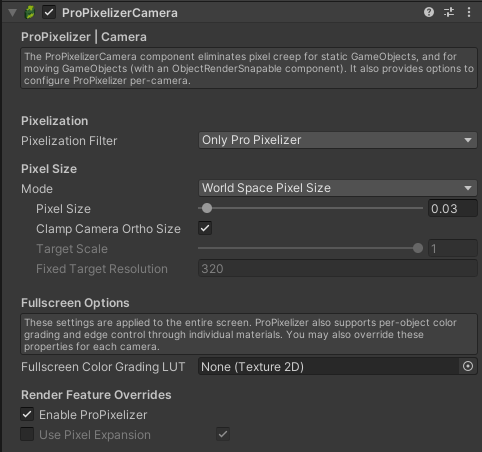 ProPixelizerCamera
ProPixelizer | Camera
The ProPixelizerCamera component eliminates pixel creep for static GameObjects, and for
moving GameObjects (with an ObjectRenderSnapable component). It also provides options to
configure ProPixelizer per-camera.
Pixelization
Pixelization Filter Only Pro Pixelizer
Pixel Size
Mode World Space Pixel Size
Pixel Size 0.03
Clamp Camera Ortho Size
Target Scale 1
Fixed Target Resolution 320
Fullscreen Options
These settings are applied to the entire screen. ProPixelizer also supports per-object color
grading and edge control through individual materials. You may also override these
properties for each camera.
Fullscreen Color Grading LUT None (Texture 2D)
Render Feature Overrides
Enable ProPixelizer
Use Pixel Expansion